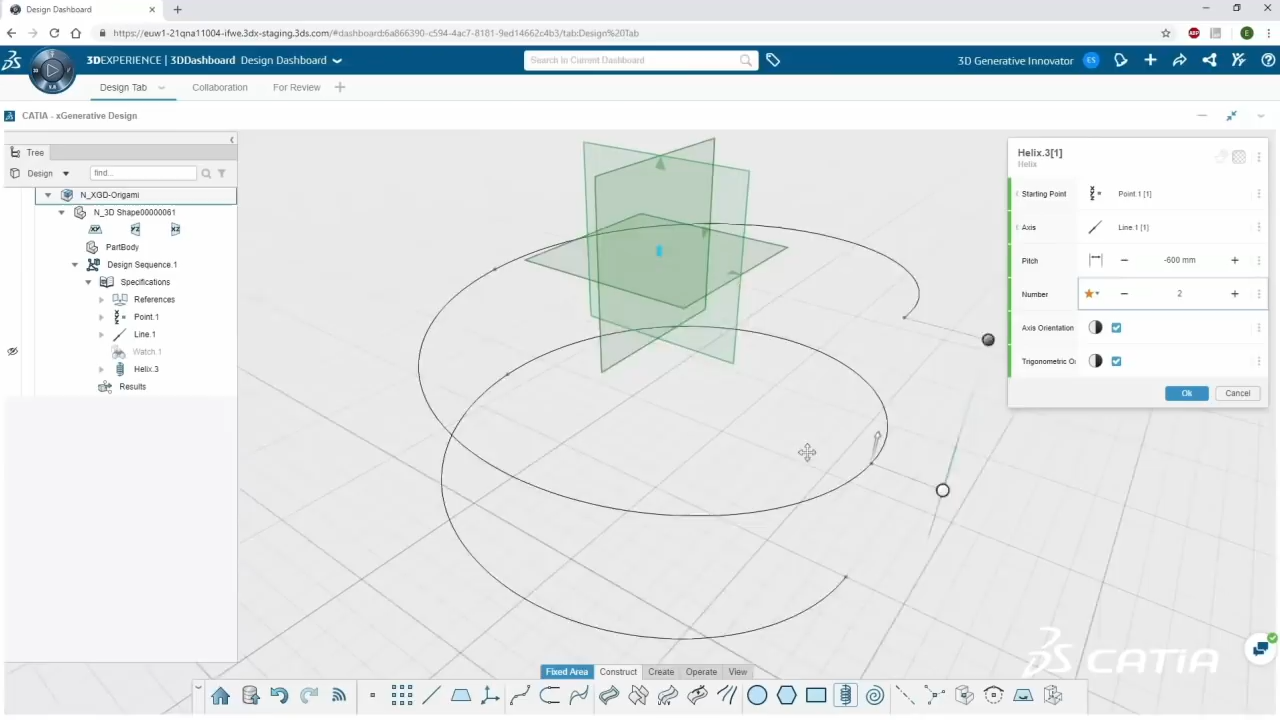 Design Dashboard
https://euw1-21qna11004-ifwe.3dx-staging.3ds.com/#dashboard:6a866390-c594-4ac7-8181-9ed14662c4b3/tab:Design%20Tab
ABP
E
3DEXPERIENCE | 3DDashboard Design Dashboard
Search In Current Dashboard
3D Generative Innovator
ES
Design Tab
Collaboration
For Review
CATIA - xGenerative Design
Tree
Design
find...
N_XGD-Origami
N_3D Shape00000061
XY
YZ
XZ
PartBody
Design Sequence.1
Specifications
References
Point.1
Line.1
Watch.1
Helix.3
Results
Helix.3[1]
Helix
Starting Point
Point.1 [1]
Axis
Line.1 [1]
Pitch
-600 mm
Number
2
Axis Orientation
Trigonometric Or
Ok
Cancel
CATIA
Fixed Area
Construct
Create
Operate
View